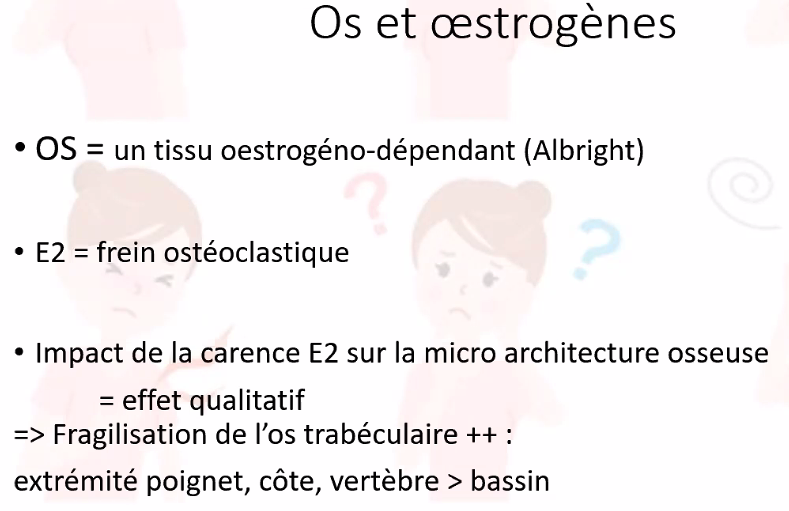 Os et œstrogènes
• OS = un tissu oestrogéno-dépendant (Albright)
• E2 = frein ostéoclastique
• Impact de la carence E2 sur la micro architecture osseuse
= effet qualitatif
=> Fragilisation de l’os trabéculaire ++ :
extrémité poignet, côte, vertèbre > bassin